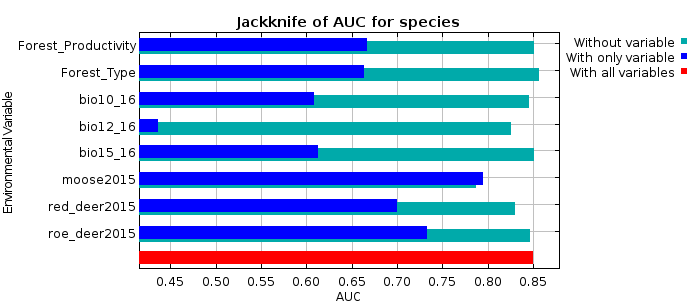 Jackknife of AUC for species
Environmental Variable
Forest_Productivity
Forest_Type
bio10_16
bio12_16
bio15_16
moose2015
red_deer2015
roe_deer2015
0.45 0.50 0.55 0.60 0.65 0.70 0.75 0.80 0.85
AUC
Without variable
With only variable
With all variables